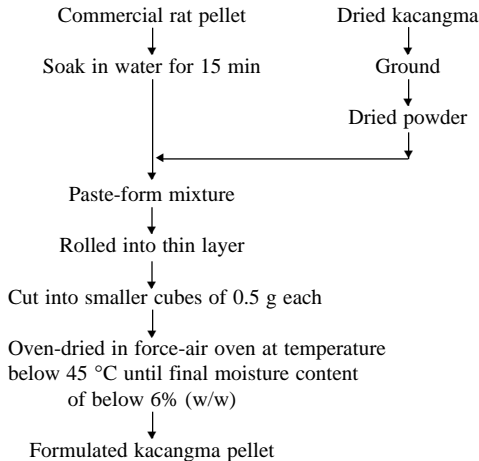 Commercial rat pellet
Dried kacangma
Soak in water for 15 min
Ground
Dried powder
Paste-form mixture
Rolled into thin layer
Cut into smaller cubes of 0.5 g each
Oven-dried in force-air oven at temperature
below 45 °C until final moisture content
of below 6% (w/w)
Formulated kacangma pellet